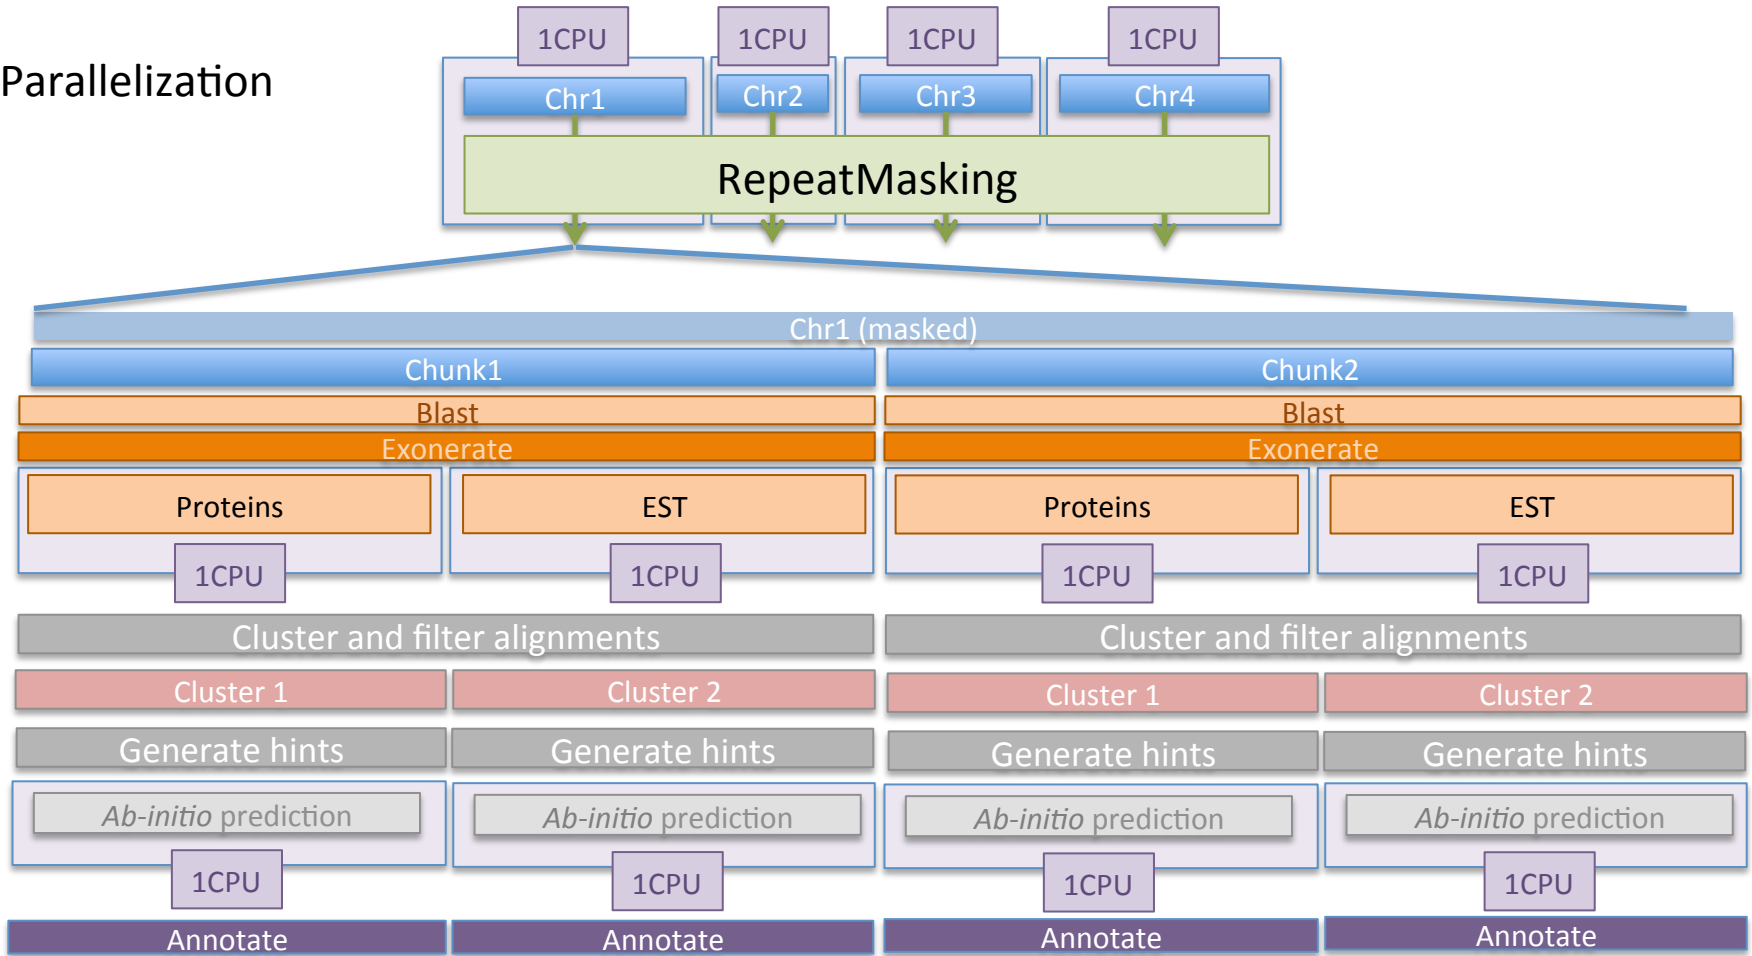 1CPU 1CPU 1CPU 1CPU
Parallelization
Chr1 Chr2 Chr3 Chr4
RepeatMasking
Chr1 (masked)
Chunk1 Chunk2
Blast Blast
Exonerate Exonerate
Proteins EST Proteins EST
1CPU 1CPU 1CPU 1CPU
Cluster and filter alignments Cluster and filter alignments
Cluster 1 Cluster 2 Cluster 1 Cluster 2
Generate hints Generate hints Generate hints Generate hints
Ab-initio prediction Ab-initio prediction Ab-initio prediction Ab-initio prediction
1CPU 1CPU 1CPU 1CPU
Annotate Annotate Annotate Annotate